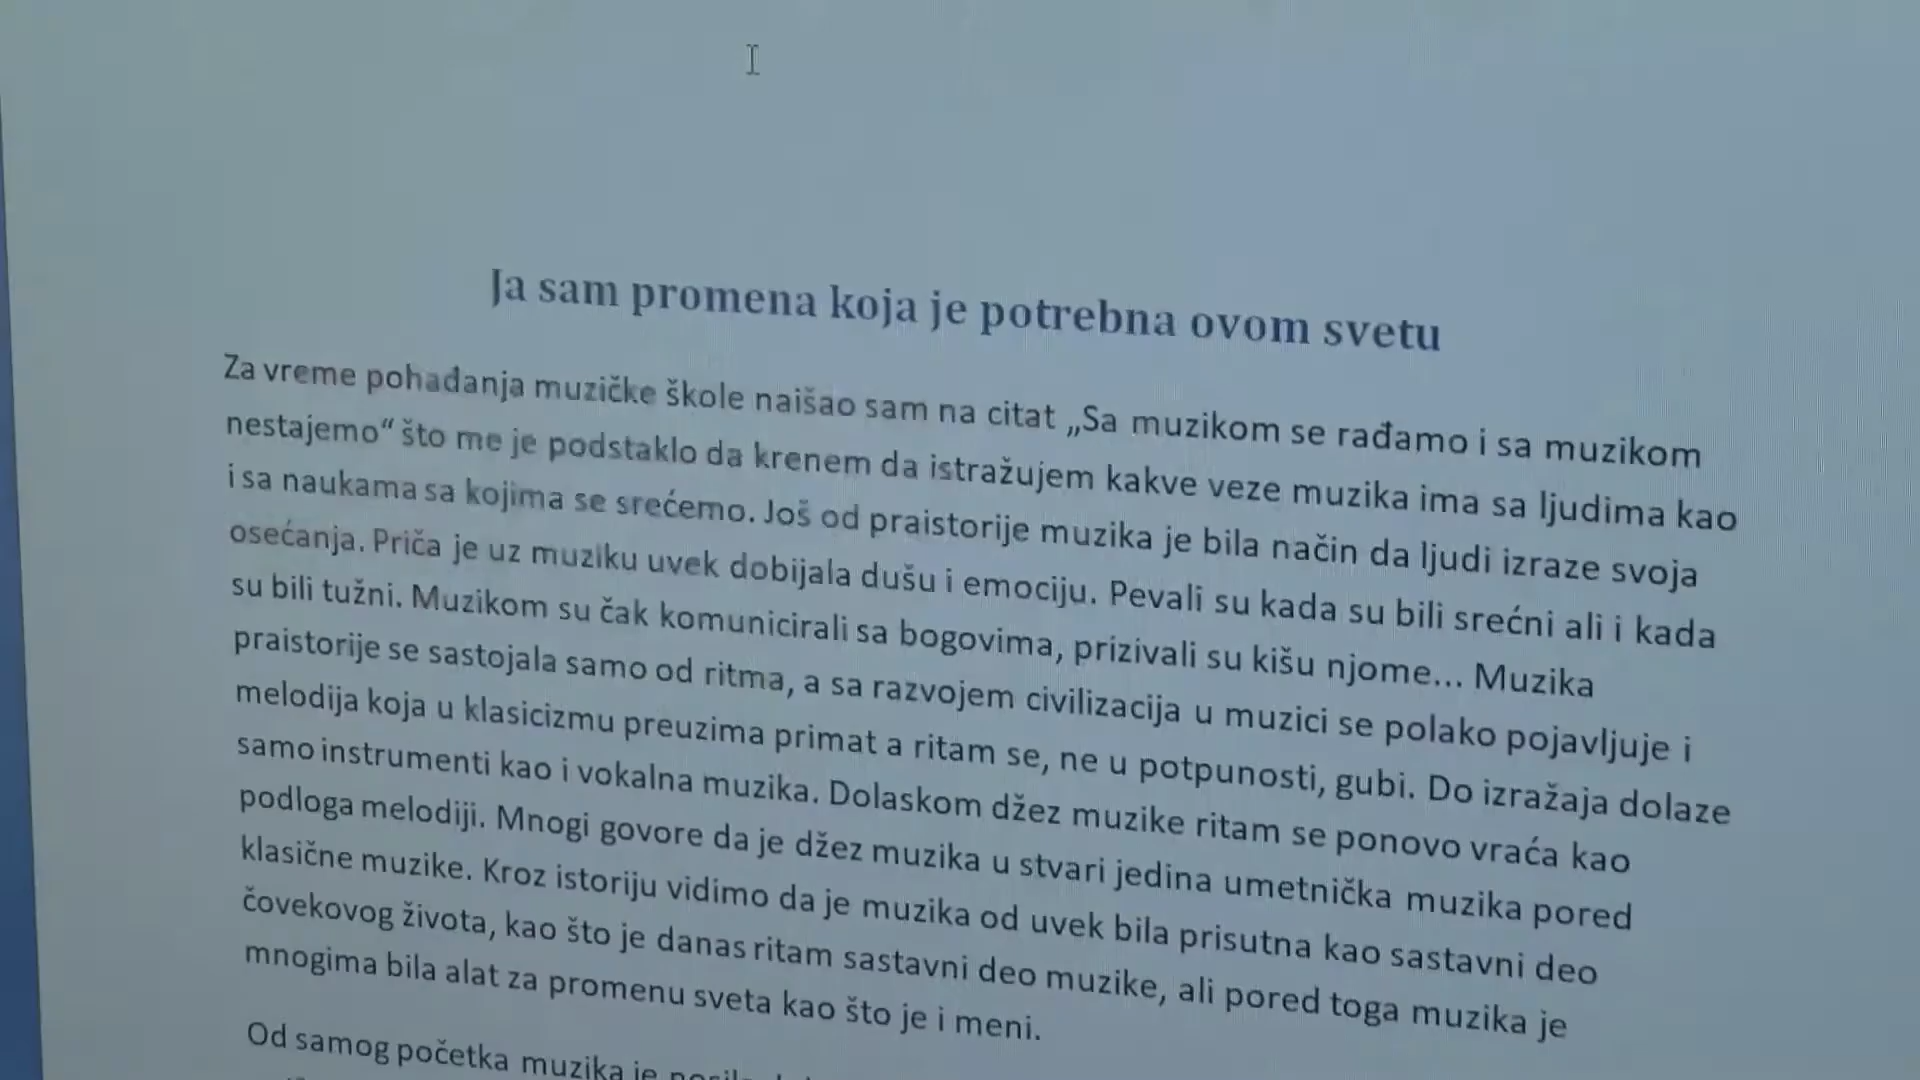 Ja sam promena koja je potrebna ovom svetu
Za vreme pohađanja muzičke škole naišao sam na citat „Sa muzikom se rađamo i sa muzikom
nestajemo“ što me je podstaklo da krenem da istražujem kakve veze muzika ima sa ljudima kao
i sa naukama sa kojima se srećemo. Još od praistorije muzika je bila način da ljudi izraze svoja
osećanja. Priča je uz muziku uvek dobijala dušu i emociju. Pevali su kada su bili srećni ali i kada
su bili tužni. Muzikom su čak komunicirali sa bogovima, prizivali su kišu njome... Muzika
praistorije se sastojala samo od ritma, a sa razvojem civilizacija u muzici se polako pojavljuje i
melodija koja u klasicizmu preuzima primat a ritam se, ne u potpunosti, gubi. Do izražaja dolaze
samo instrumenti kao i vokalna muzika. Dolaskom džez muzike ritam se ponovo vraća kao
podloga melodiji. Mnogi govore da je džez muzika u stvari jedina umetnička muzika pored
klasične muzike. Kroz istoriju vidimo da je muzika od uvek bila prisutna kao sastavni deo
čovekovog života, kao što je danas ritam sastavni deo muzike, ali pored toga muzika je
mnogima bila alat za promenu sveta kao što je i meni.
Od samog početka muzika je